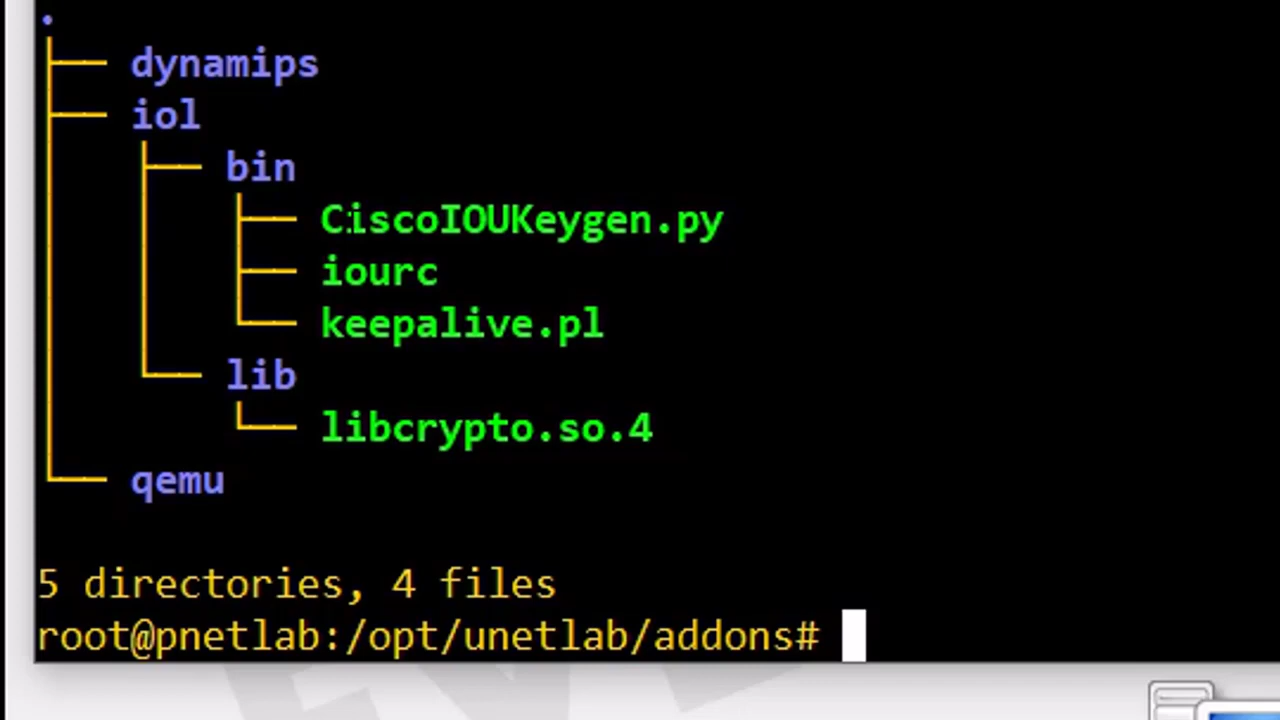 .
├── dynamips
├── iol
│   ├── bin
│   │   ├── CiscoIOUKeygen.py
│   │   ├── iourc
│   │   └── keepalive.pl
│   └── lib
│       └── libcrypto.so.4
└── qemu
5 directories, 4 files
root@pnetlab:/opt/unetlab/addons#